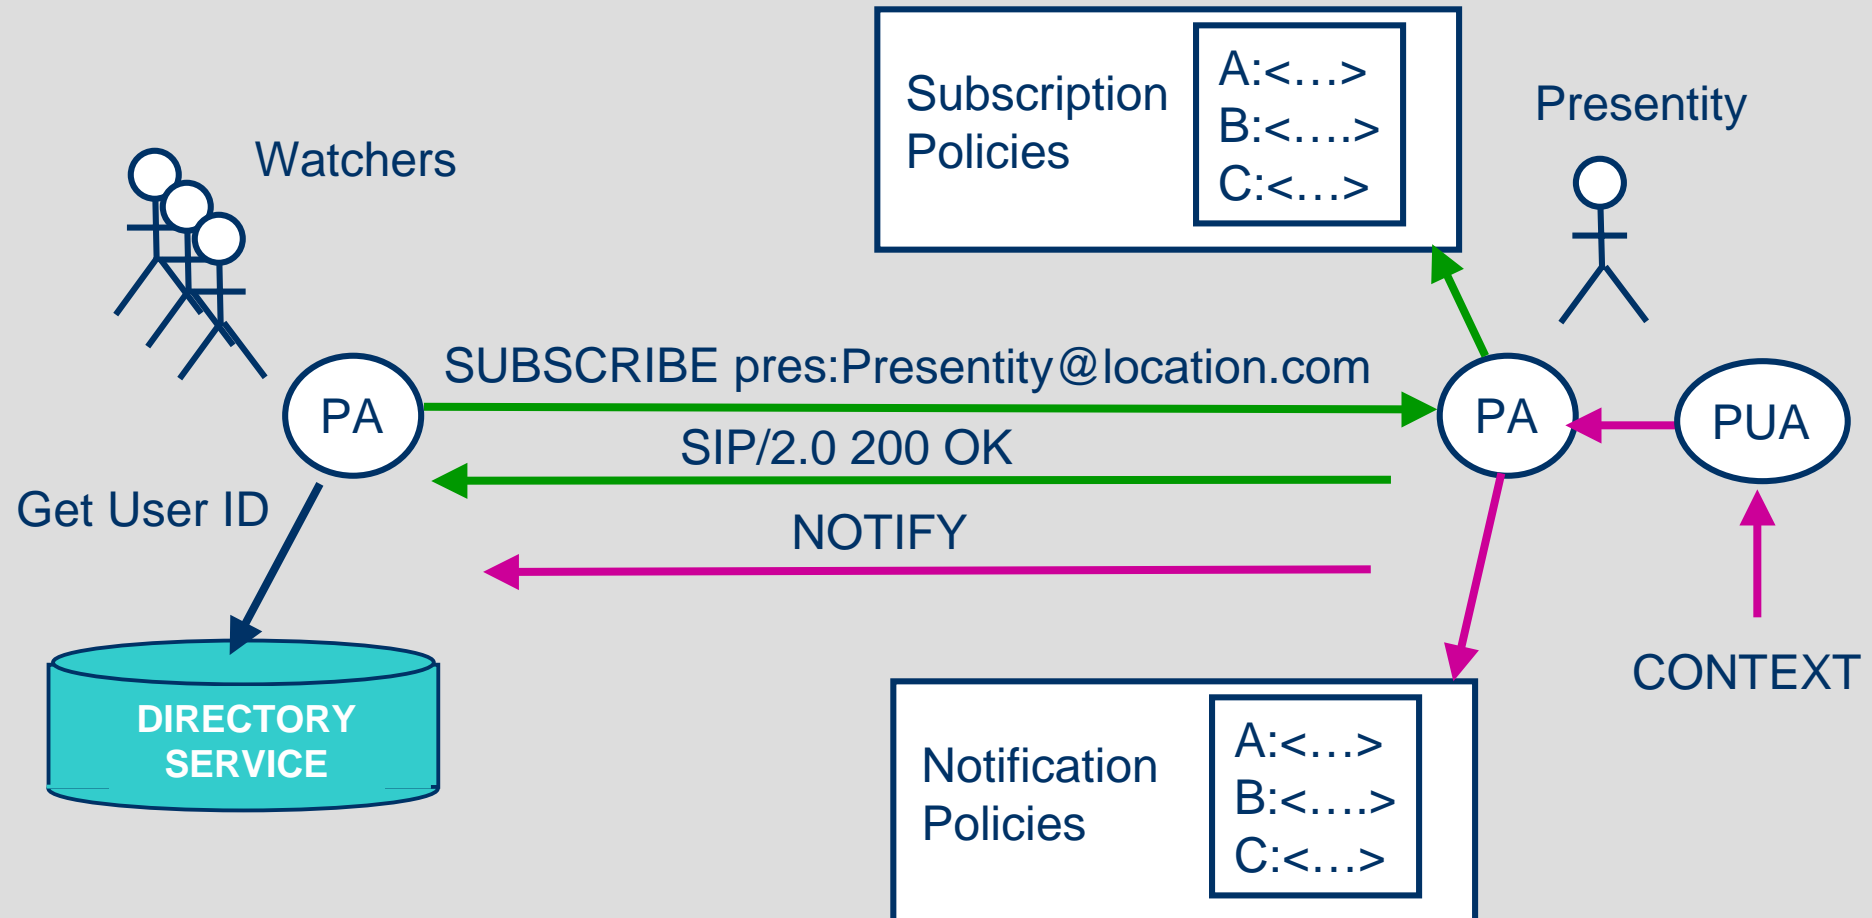 Subscription
Policies
A:<...>
B:<....>
C:<...>
Presentity
Watchers
SUBSCRIBE pres:Presentity@location.com
PA
PA
PUA
SIP/2.0 200 OK
Get User ID
NOTIFY
CONTEXT
DIRECTORY
SERVICE
Notification
Policies
A:<...>
B:<....>
C:<...>